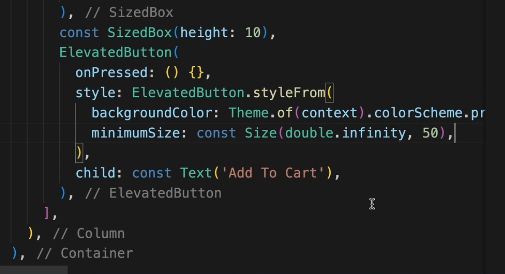 ), // SizedBox
const SizedBox(height: 10),
ElevatedButton(
onPressed: () {},
style: ElevatedButton.styleFrom(
backgroundColor: Theme.of(context).colorScheme.pr
minimumSize: const Size(double.infinity, 50),
),
child: const Text('Add To Cart'),
), // ElevatedButton
],
), // Column
), // Container